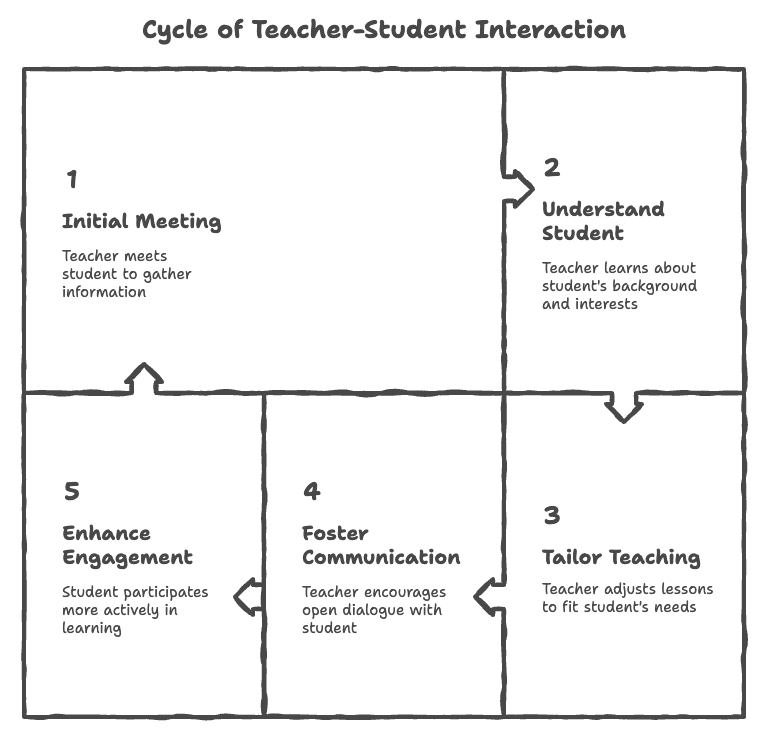 Cycle of Teacher-Student Interaction
1
Initial Meeting
Teacher meets
student to gather
information
2
Understand
Student
Teacher learns about
student's background
and interests
3
Tailor Teaching
Teacher adjusts lessons
to fit student's needs
4
Foster
Communication
Teacher encourages
open dialogue with
student
5
Enhance
Engagement
Student participates
more actively in
learning